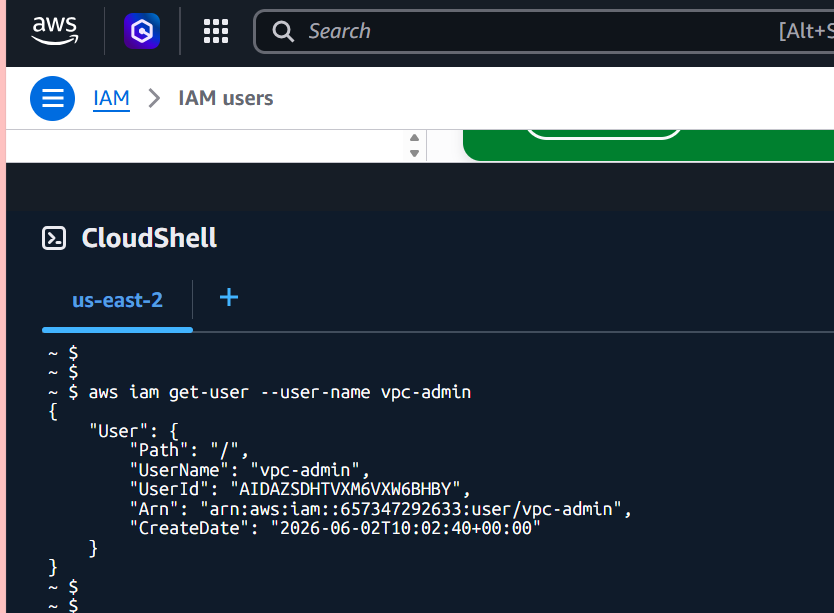 aws
Search
[Alt+S
IAM
IAM users
CloudShell
us-east-2
+
~ $
~ $
~ $ aws iam get-user --user-name vpc-admin
{
    "User": {
        "Path": "/",
        "UserName": "vpc-admin",
        "UserId": "AIDAZSDHTVXM6VXW6BHBY",
        "Arn": "arn:aws:iam::657347292633:user/vpc-admin",
        "CreateDate": "2026-06-02T10:02:40+00:00"
    }
}
~ $
~ $